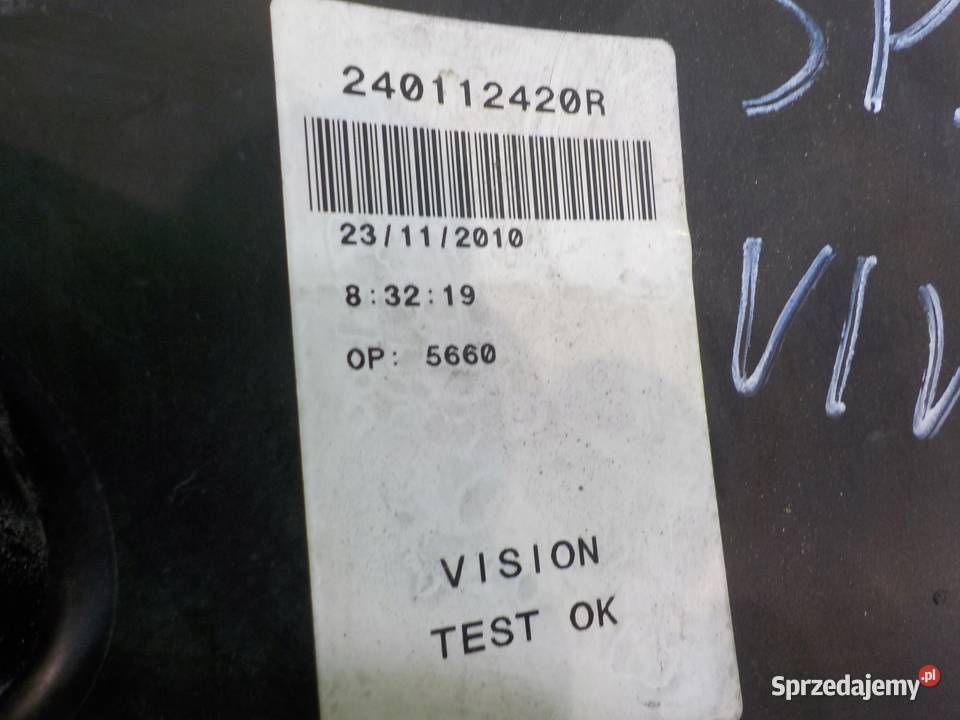 240112420R
23/11/2010
8:32:19
OP: 5660
VISION
TEST OK
Sprzedajemy.pl